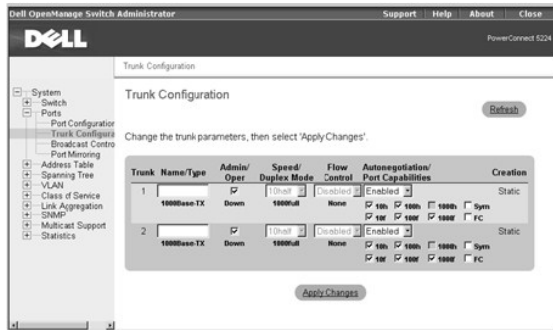 Dell OpenManage Switch Administrator Support Help About Close
DELL
PowerConnect 5224
Trunk Configuration
System
Switch
Ports
Port Configuration
Trunk Configura
Broadcast Contro
Port Mirroring
Address Table
Spanning Tree
VLAN
Class of Service
Link Aggregation
SNMP
Multicast Support
Statistics
Trunk Configuration
Refresh
Change the trunk parameters, then select 'Apply Changes'.
Trunk Name/Type Admin/Oper Speed/Duplex Mode Flow Control Autonegotiation/Port Capabilities Creation
1 10half Disabled Enabled Static
1000Base-TX Down 1000full None 10h 100h 1000h Sym
10f 100f 1000f FC
2 10half Disabled Enabled Static
1000Base-TX Down 1000full None 10h 100h 1000h Sym
10f 100f 1000f FC
Apply Changes